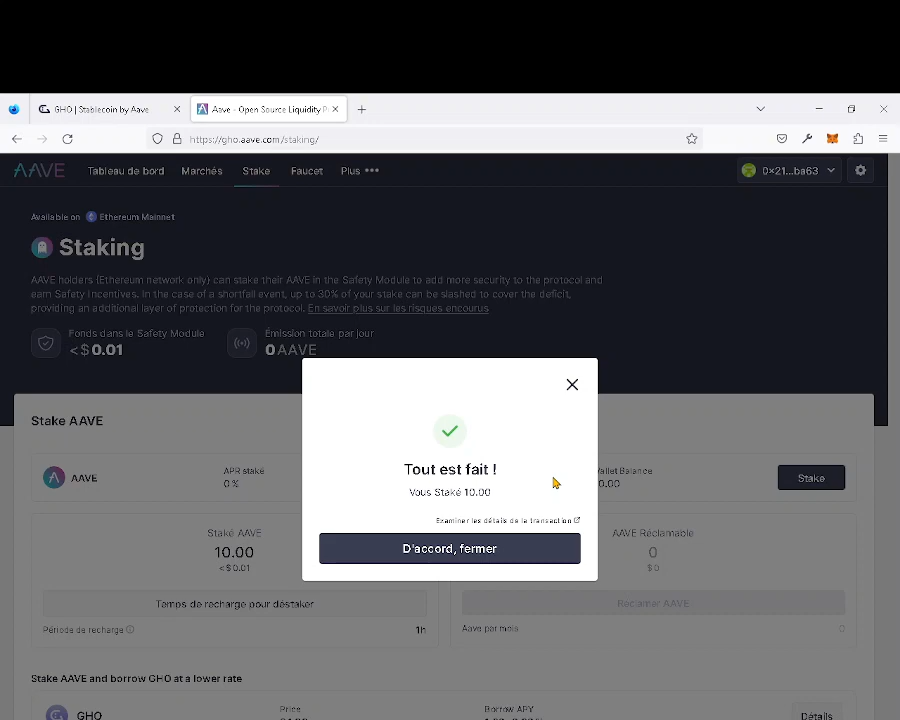 GHO | Stablecoin by Aave
Aave - Open Source Liquidity P
https://gho.aave.com/staking/
AAVE
Tableau de bord
Marchés
Stake
Faucet
Plus
0x21...ba63
Available on Ethereum Mainnet
Staking
AAVE holders (Ethereum network only) can stake their AAVE in the Safety Module to add more security to the protocol and
earn Safety Incentives. In the case of a shortfall event, up to 30% of your stake can be slashed to cover the deficit,
providing an additional layer of protection for the protocol. En savoir plus sur les risques encourus
Fonds dans le Safety Module
<$0.01
Émission totale par jour
0 AAVE
Stake AAVE
AAVE
APR staké
0 %
Wallet Balance
0.00
Stake
Tout est fait !
Vous Staké 10.00
Examiner les détails de la transaction
D'accord, fermer
Staké AAVE
10.00
<$0.01
Temps de recharge pour déstaker
Période de recharge
1h
AAVE Réclamable
0
$0
Réclamer AAVE
Aave par mois
0
Stake AAVE and borrow GHO at a lower rate
GHO
Price
Borrow APY
Détails